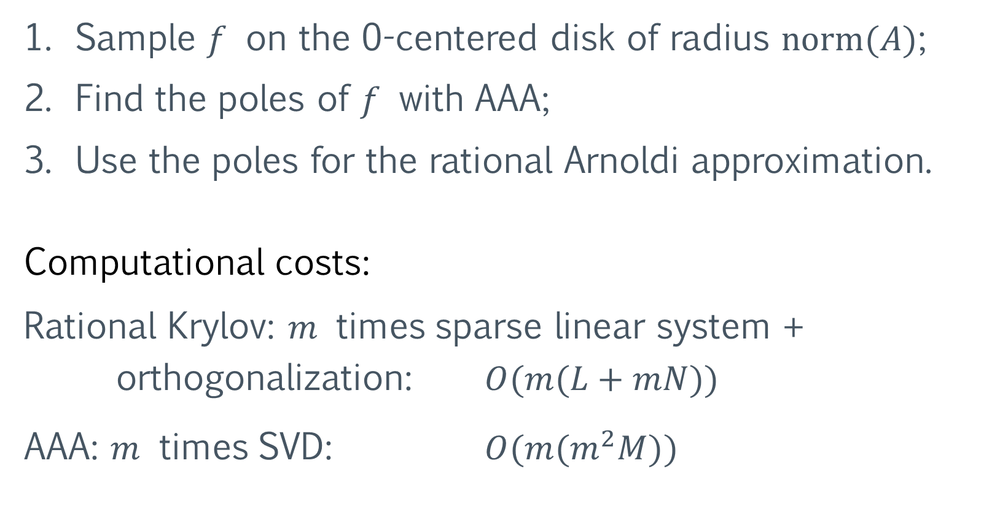 1. Sample f on the 0-centered disk of radius norm(A);
2. Find the poles of f with AAA;
3. Use the poles for the rational Arnoldi approximation.
Computational costs:
Rational Krylov: m times sparse linear system +
orthogonalization: O(m(L + mN))
AAA: m times SVD: O(m(m²M))